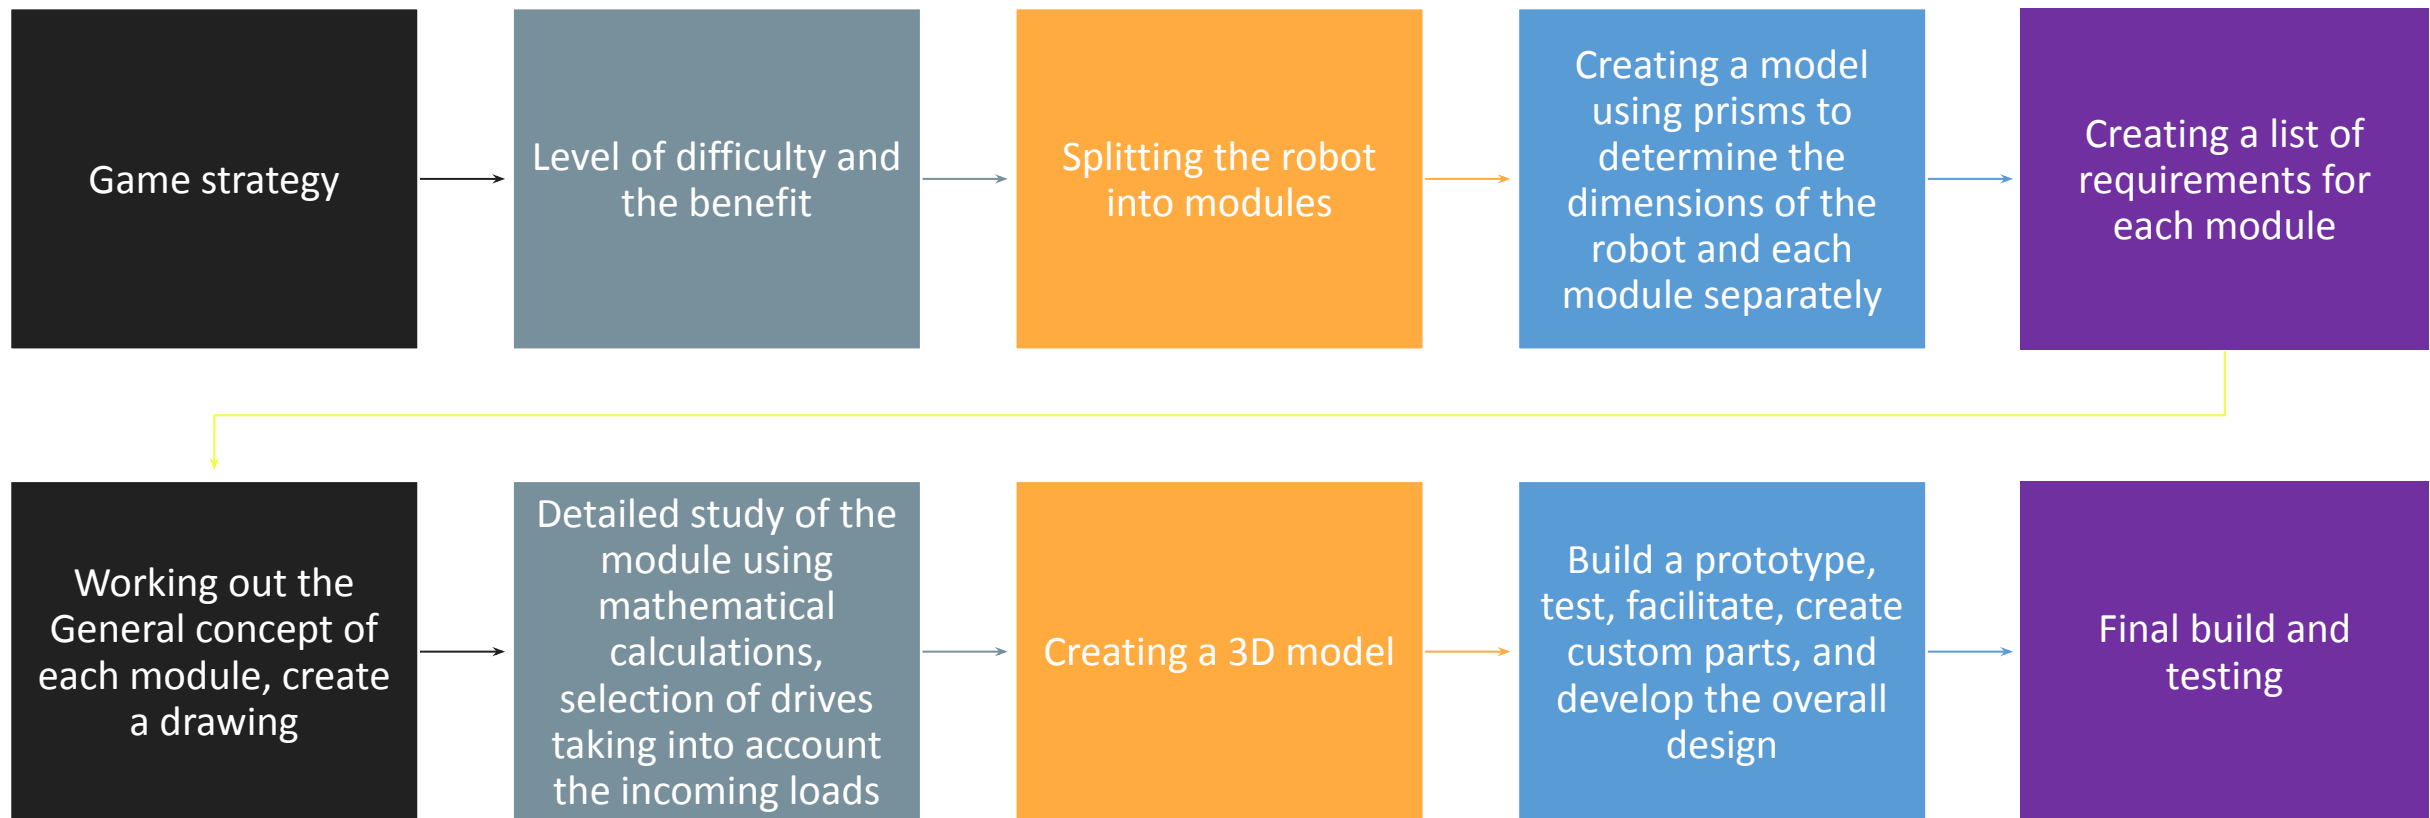 Game strategy
Level of difficulty and
the benefit
Splitting the robot
into modules
Creating a model
using prisms to
determine the
dimensions of the
robot and each
module separately
Creating a list of
requirements for
each module
Working out the
General concept of
each module, create
a drawing
Detailed study of the
module using
mathematical
calculations,
selection of drives
taking into account
the incoming loads
Creating a 3D model
Build a prototype,
test, facilitate, create
custom parts, and
develop the overall
design
Final build and
testing